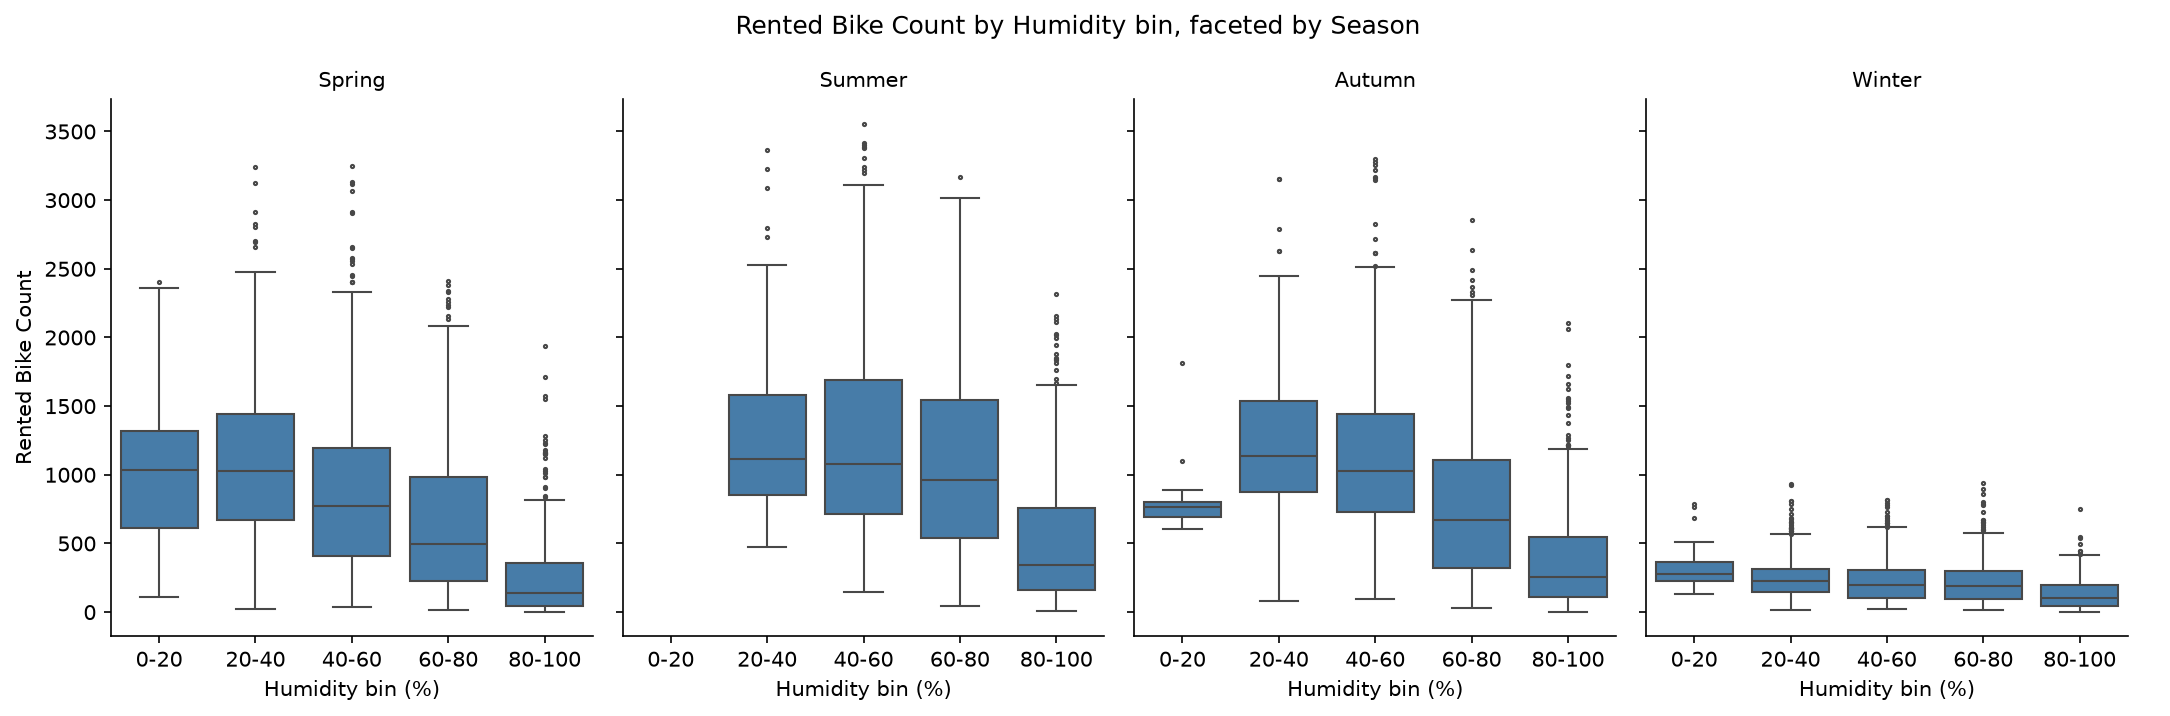 Rented Bike Count by Humidity bin, faceted by Season
Spring
Summer
Autumn
Winter
Rented Bike Count
3500
3000
2500
2000
1500
1000
500
0
0-20 20-40 40-60 60-80 80-100
0-20 20-40 40-60 60-80 80-100
0-20 20-40 40-60 60-80 80-100
0-20 20-40 40-60 60-80 80-100
Humidity bin (%)
Humidity bin (%)
Humidity bin (%)
Humidity bin (%)